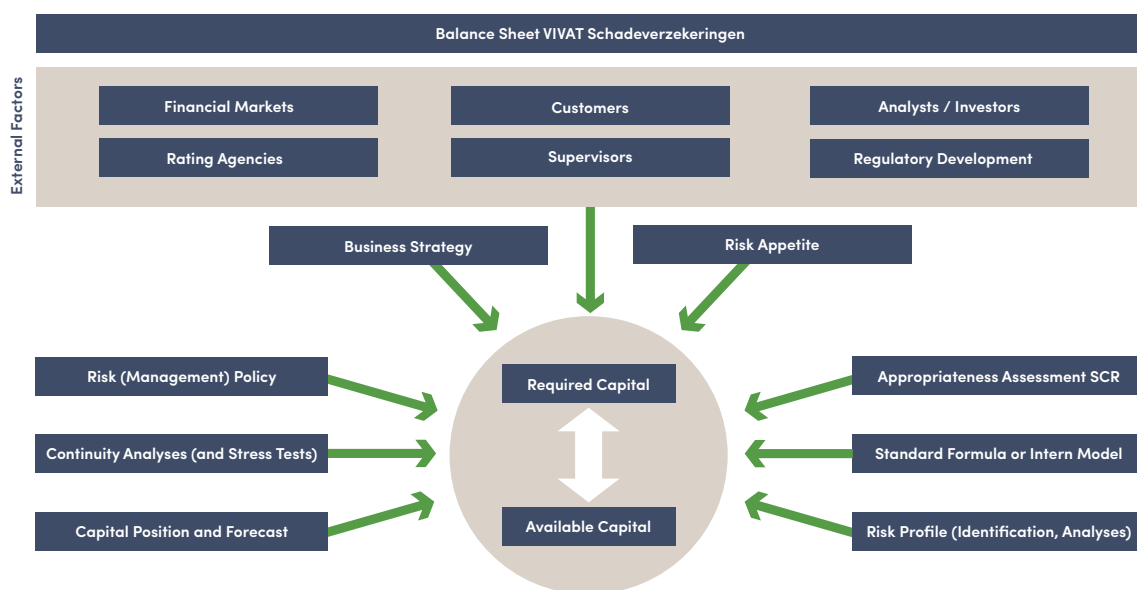 Balance Sheet VIVAT Schadeverzekeringen
External Factors
Financial Markets
Customers
Analysts / Investors
Rating Agencies
Supervisors
Regulatory Development
Business Strategy
Risk Appetite
Risk (Management) Policy
Required Capital
Appropriateness Assessment SCR
Continuity Analyses (and Stress Tests)
Standard Formula or Intern Model
Capital Position and Forecast
Available Capital
Risk Profile (Identification, Analyses)